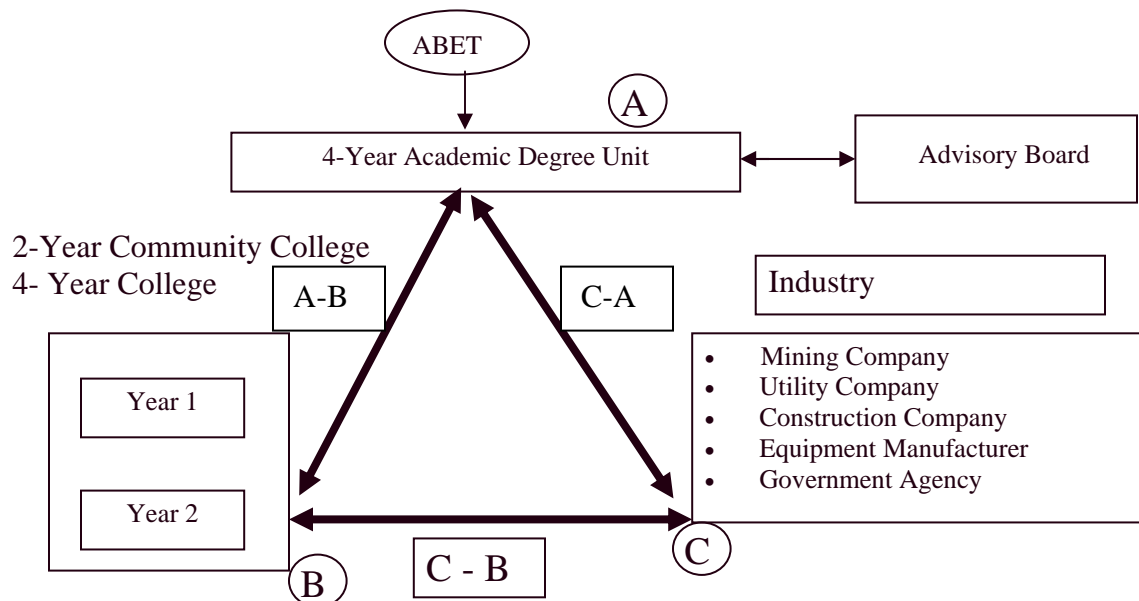 ABET
A
4-Year Academic Degree Unit
Advisory Board
2-Year Community College
4- Year College
A-B
C-A
Industry
Year 1
Year 2
• Mining Company
• Utility Company
• Construction Company
• Equipment Manufacturer
• Government Agency
B
C - B
C